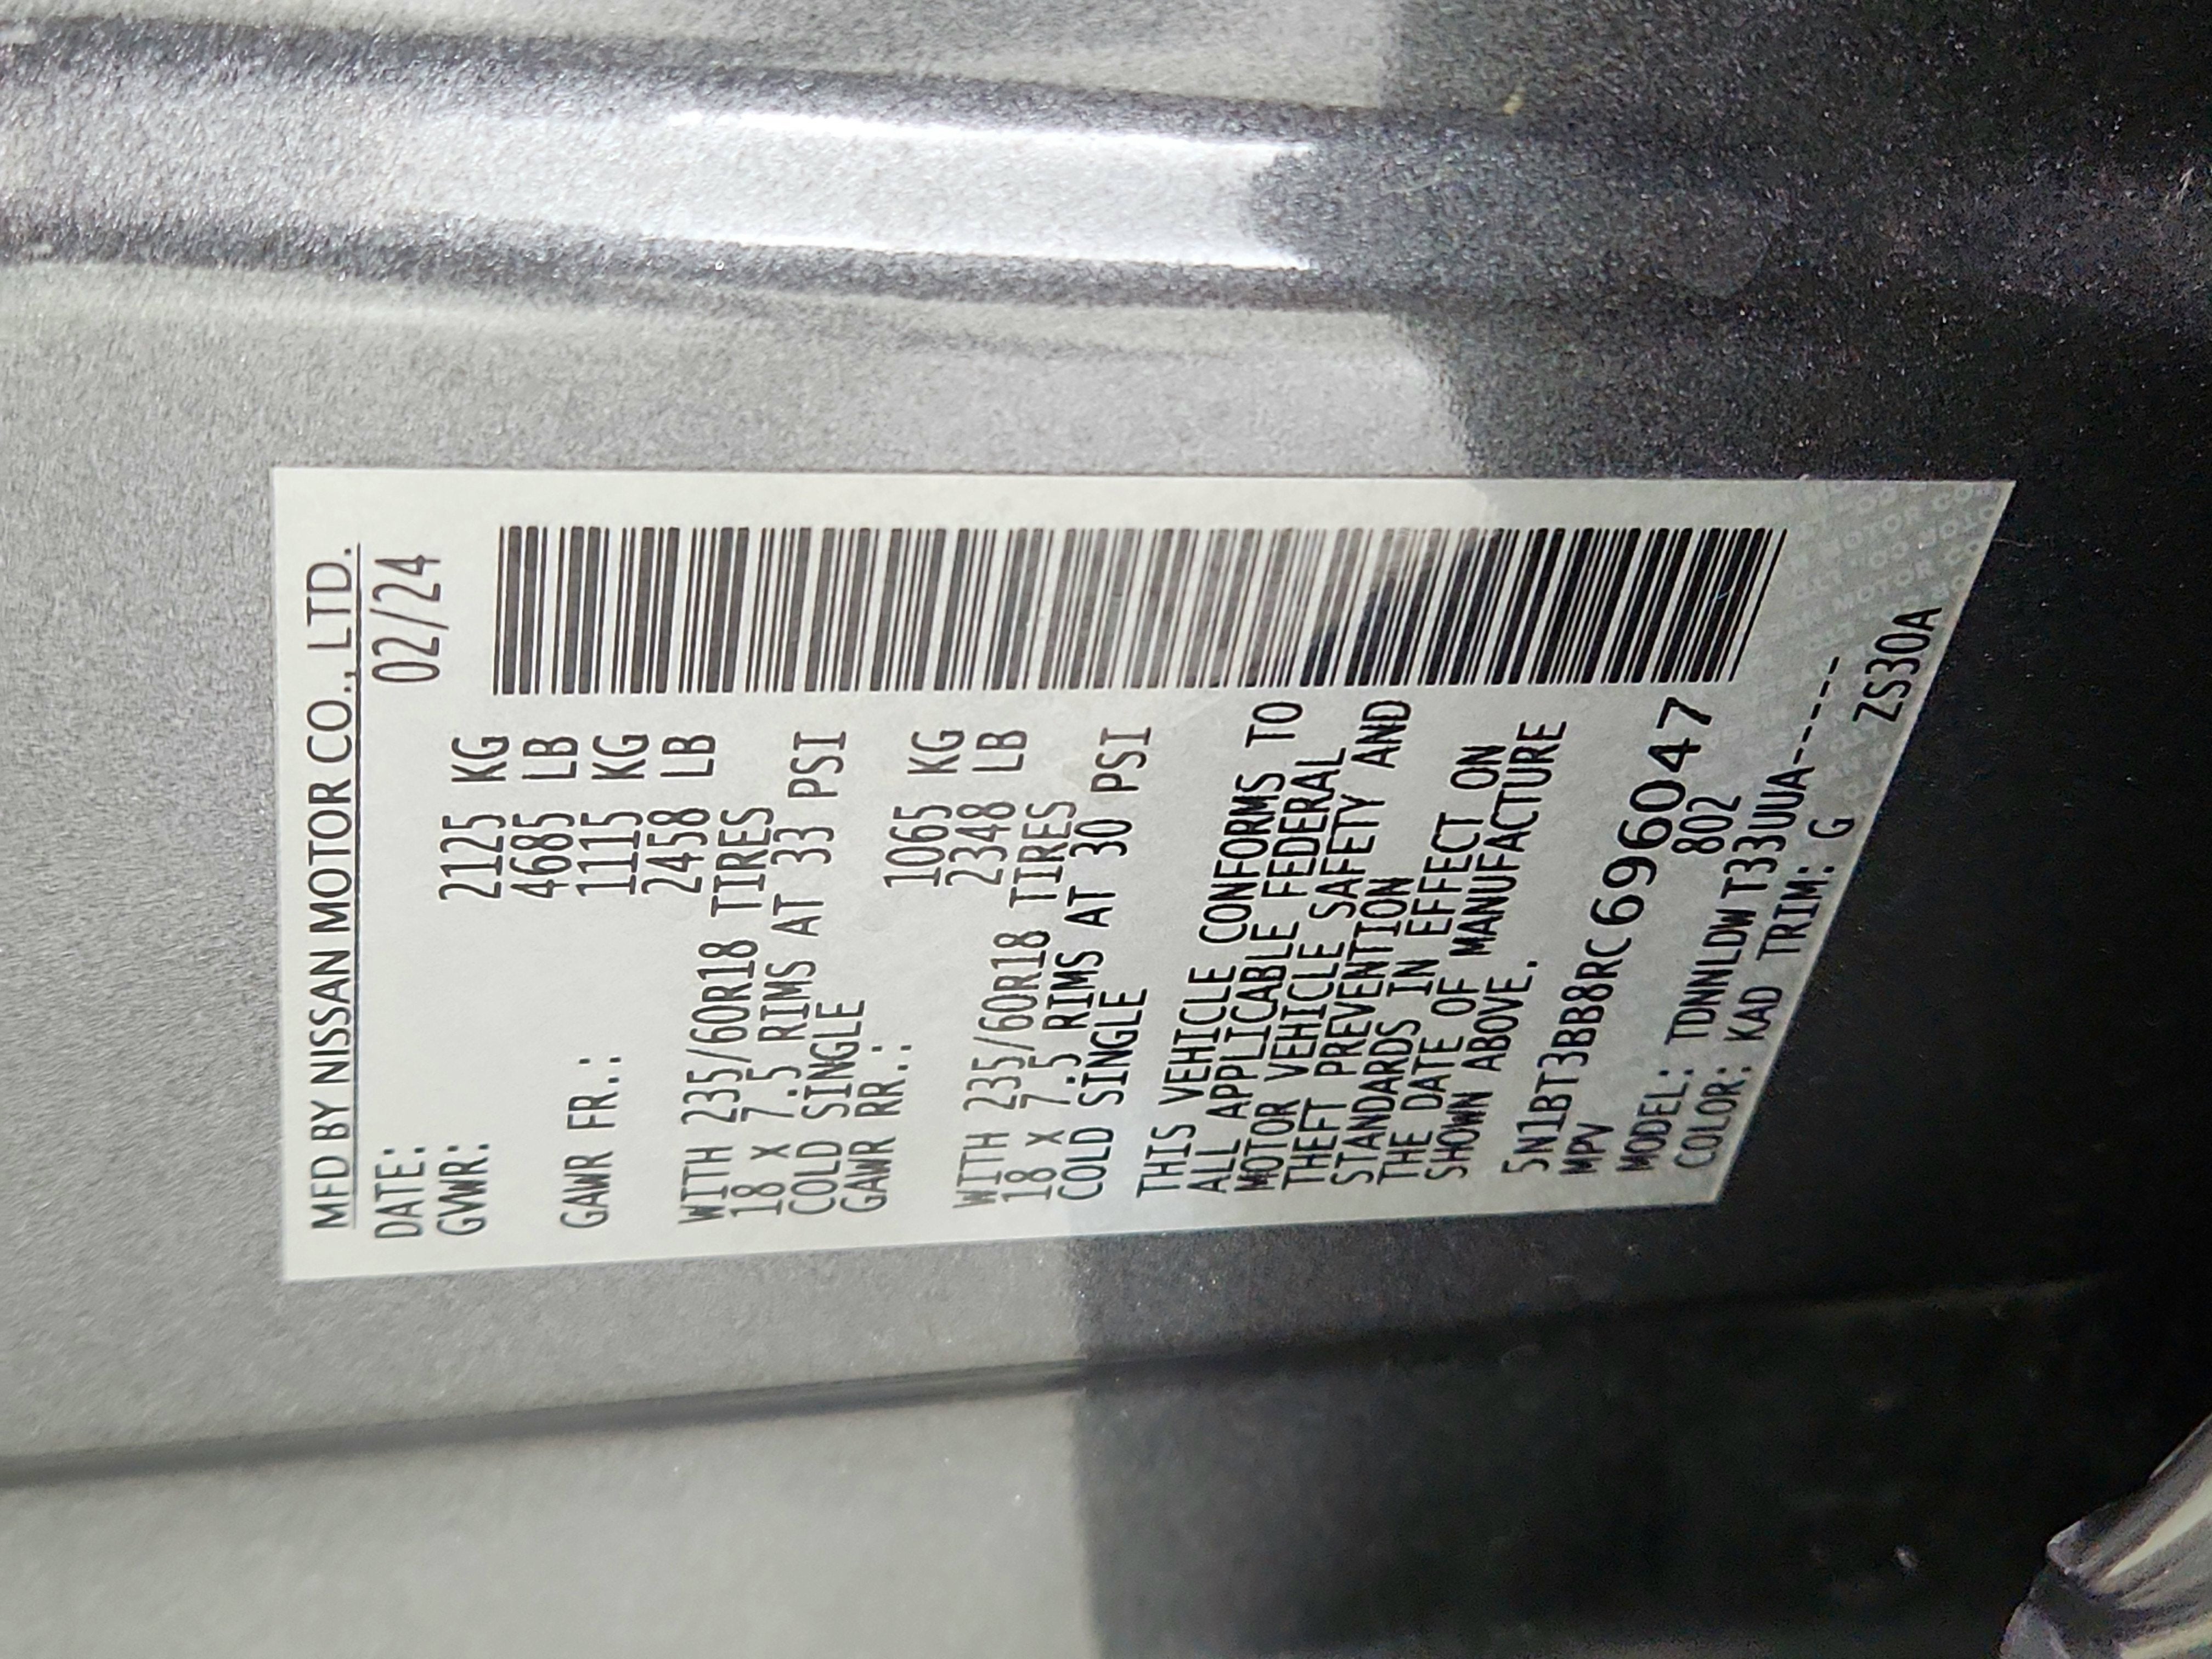 MFD BY NISSAN MOTOR CO., LTD.
DATE: 02/24
GVWR: 2125 KG
4685 LB
GAWR FR.: 1115 KG
2458 LB
WITH 235/60R18 TIRES
18 X 7.5 RIMS AT 33 PSI
COLD SINGLE
GAWR RR.: 1065 KG
2348 LB
WITH 235/60R18 TIRES
18 X 7.5 RIMS AT 30 PSI
COLD SINGLE
THIS VEHICLE CONFORMS TO
ALL APPLICABLE FEDERAL
MOTOR VEHICLE SAFETY AND
THEFT PREVENTION
STANDARDS IN EFFECT ON
THE DATE OF MANUFACTURE
SHOWN ABOVE.
5N1BT3BB8RC696047
MPV 802
MODEL: TDNNLDWT33UUA-----
COLOR: KAD TRIM: G ZS30A